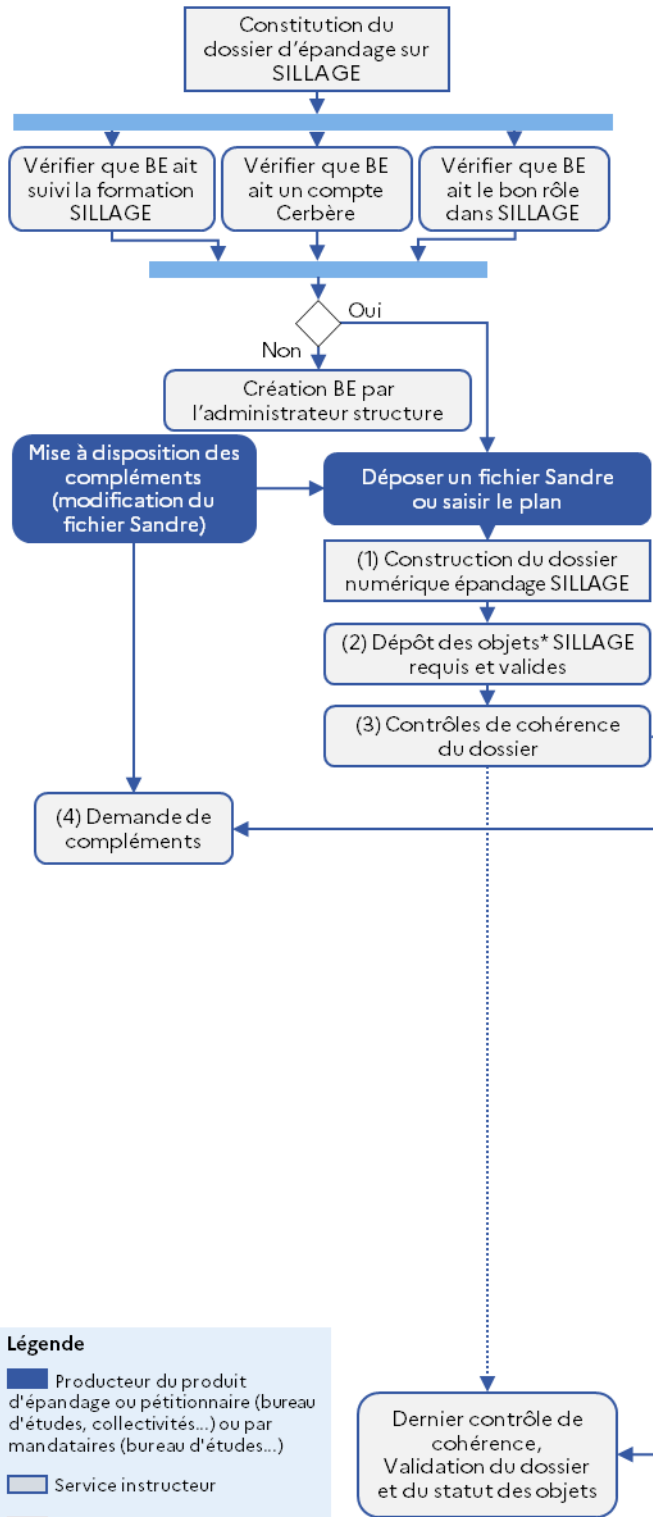 Constitution du
dossier d'épandage sur
SILLAGE
Vérifier que BE ait
suivi la formation
SILLAGE
Vérifier que BE
ait un compte
Cerbère
Vérifier que BE
ait le bon rôle
dans SILLAGE
Oui
Non
Création BE par
l'administrateur structure
Mise à disposition des
compléments
(modification du
fichier Sandre)
Déposer un fichier Sandre
ou saisir le plan
(1) Construction du dossier
numérique épandage SILLAGE
(2) Dépôt des objets* SILLAGE
requis et valides
(3) Contrôles de cohérence
du dossier
(4) Demande de
compléments
Légende
Producteur du produit
d'épandage ou pétitionnaire (bureau
d'études, collectivités...) ou par
mandataires (bureau d'études...)
Service instructeur
Dernier contrôle de
cohérence,
Validation du dossier
et du statut des objets